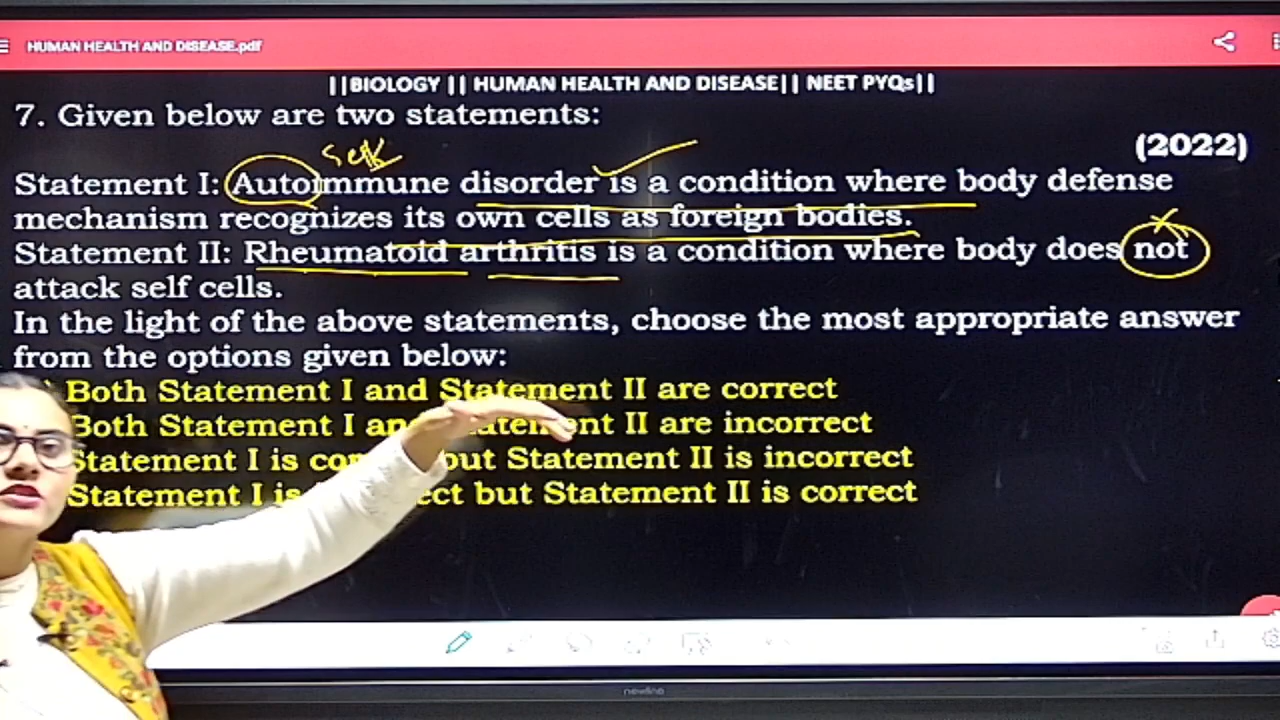 HUMAN HEALTH AND DISEASE.pdf
||BIOLOGY || HUMAN HEALTH AND DISEASE|| NEET PYQs||
7. Given below are two statements:
(2022)
Self
Statement I: Autoimmune disorder is a condition where body defense
mechanism recognizes its own cells as foreign bodies.
Statement II: Rheumatoid arthritis is a condition where body does not
attack self cells.
In the light of the above statements, choose the most appropriate answer
from the options given below:
Both Statement I and Statement II are correct
Both Statement I and Statement II are incorrect
Statement I is but Statement II is incorrect
Statement I is but Statement II is correct
newline